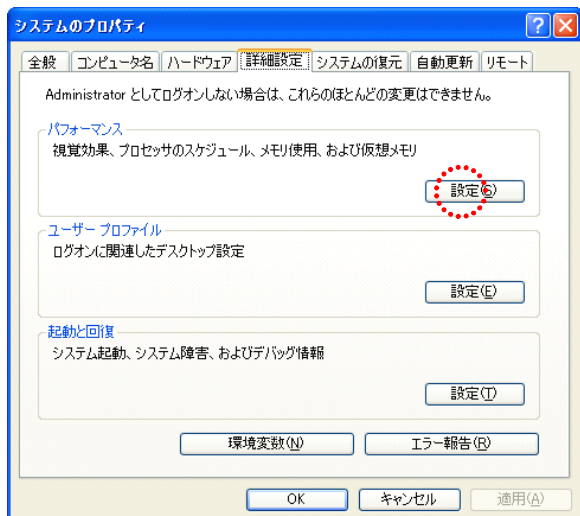 システムのプロパティ
全般 コンピュータ名 ハードウェア 詳細設定 システムの復元 自動更新 リモート
Administrator としてログオンしない場合は、これらのほとんどの変更はできません。
パフォーマンス
視覚効果、プロセッサのスケジュール、メモリ使用、および仮想メモリ
設定(S)
ユーザー プロファイル
ログオンに関連したデスクトップ設定
設定(E)
起動と回復
システム起動、システム障害、およびデバッグ情報
設定(T)
環境変数(N) エラー報告(R)
OK キャンセル 適用(A)